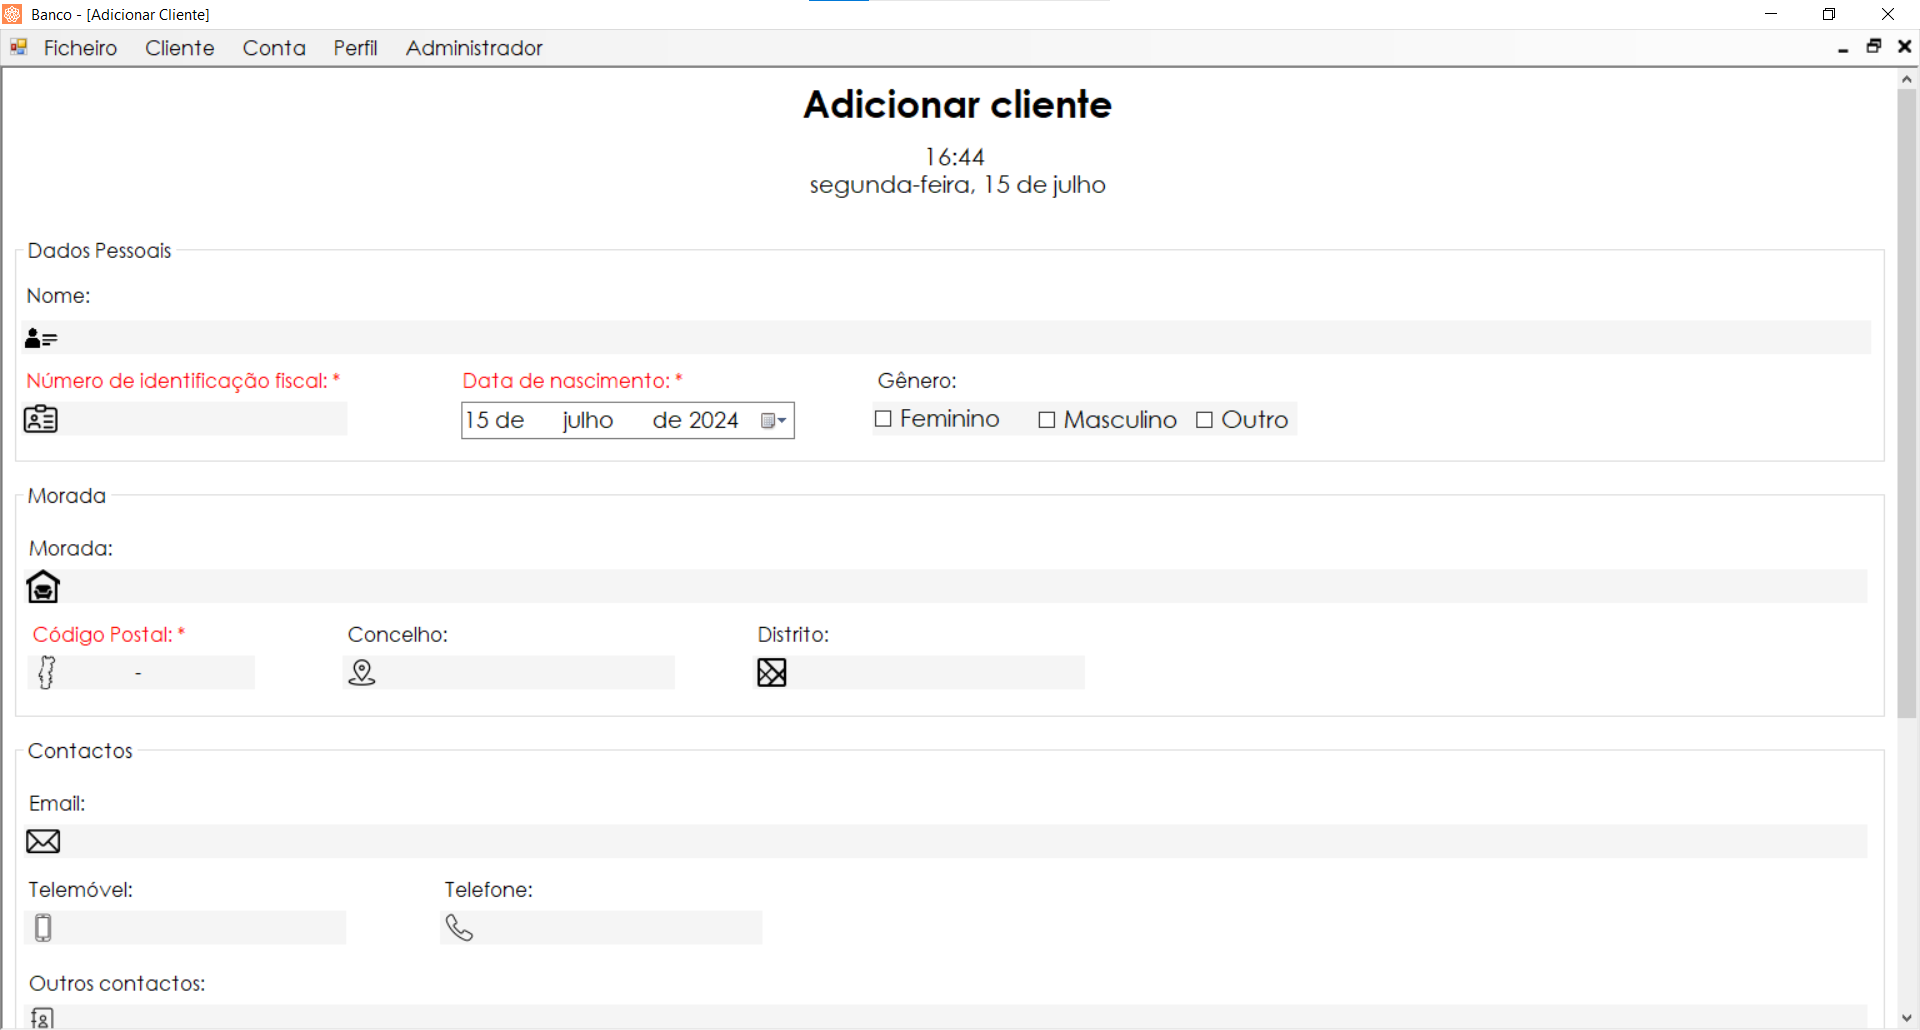 Banco - [Adicionar Cliente]
Ficheiro Cliente Conta Perfil Administrador
Adicionar cliente
16:44
segunda-feira, 15 de julho
Dados Pessoais
Nome:
Número de identificação fiscal: * Data de nascimento: * Gênero:
15 de julho de 2024 Feminino Masculino Outro
Morada
Morada:
Código Postal: * Concelho: Distrito:
-
Contactos
Email:
Telemóvel: Telefone:
Outros contactos: